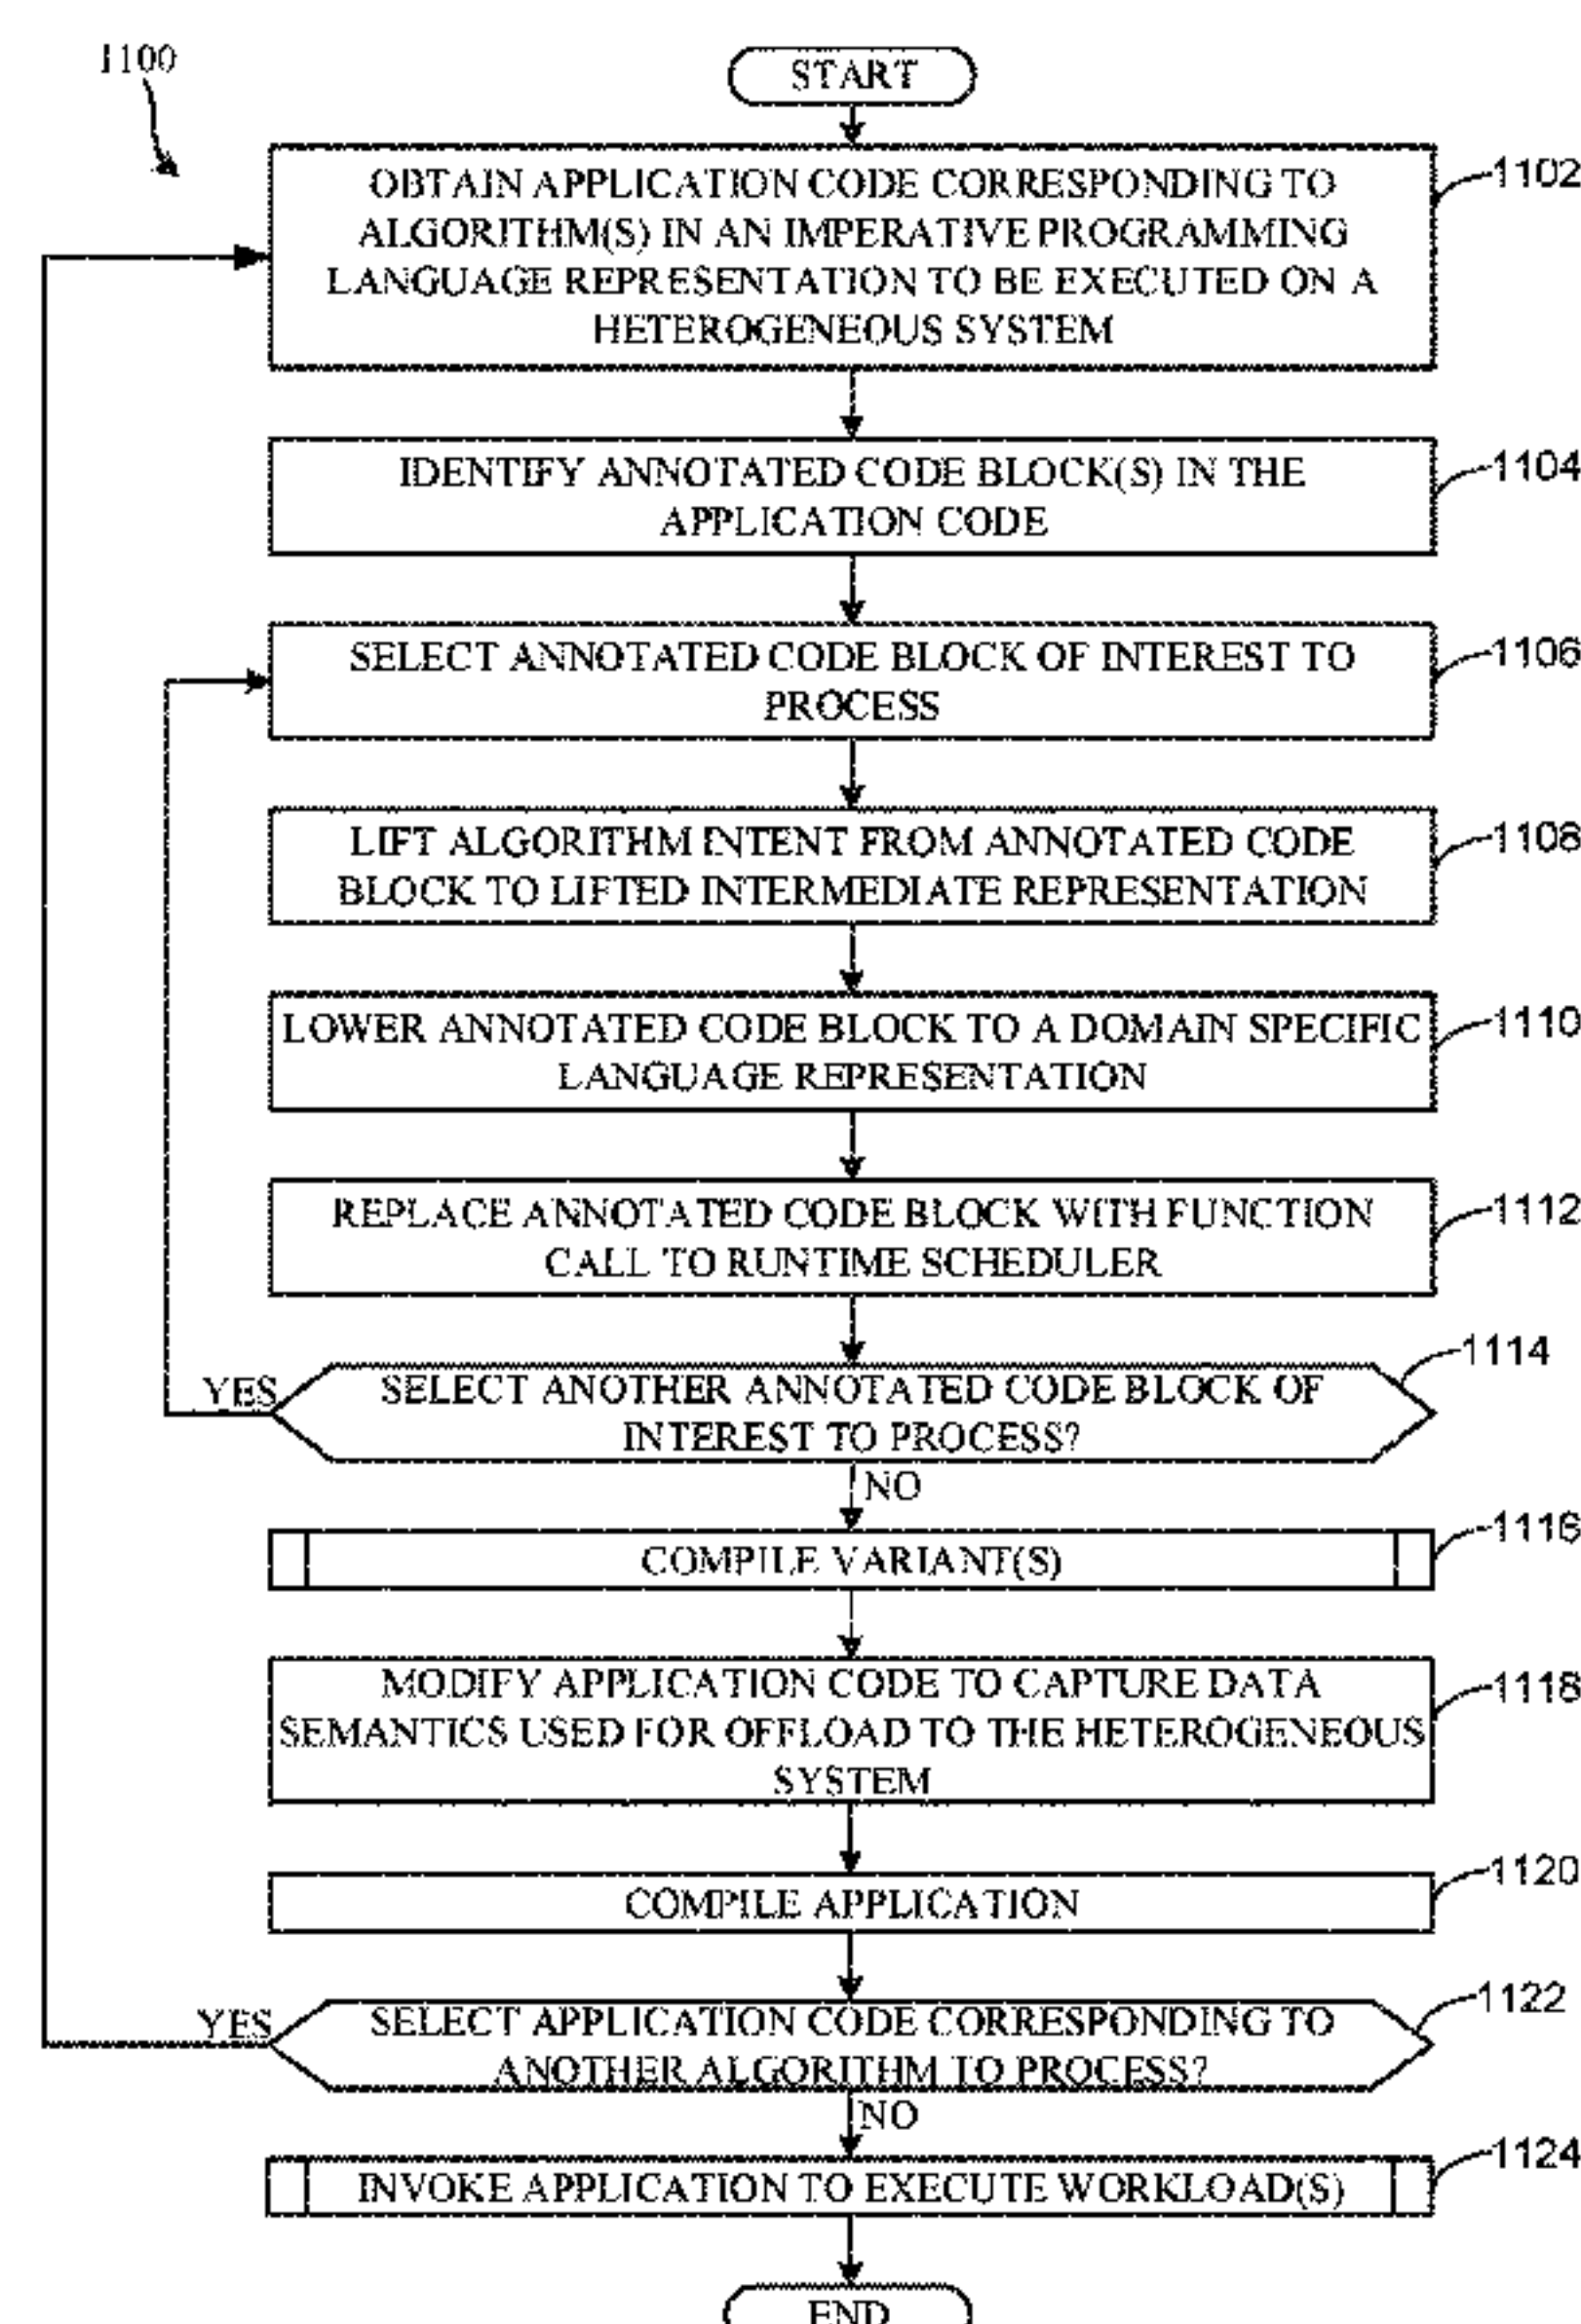 1100
START
OBTAIN APPLICATION CODE CORRESPONDING TO
ALGORITHM(S) IN AN IMPERATIVE PROGRAMMING
LANGUAGE REPRESENTATION TO BE EXECUTED ON A
HETEROGENEOUS SYSTEM
1102
IDENTIFY ANNOTATED CODE BLOCK(S) IN THE
APPLICATION CODE
1104
SELECT ANNOTATED CODE BLOCK OF INTEREST TO
PROCESS
1106
LIFT ALGORITHM INTENT FROM ANNOTATED CODE
BLOCK TO LIFTED INTERMEDIATE REPRESENTATION
1108
LOWER ANNOTATED CODE BLOCK TO A DOMAIN SPECIFIC
LANGUAGE REPRESENTATION
1110
REPLACE ANNOTATED CODE BLOCK WITH FUNCTION
CALL TO RUNTIME SCHEDULER
1112
YES
SELECT ANOTHER ANNOTATED CODE BLOCK OF
INTEREST TO PROCESS?
1114
NO
COMPILE VARIANT(S)
1116
MODIFY APPLICATION CODE TO CAPTURE DATA
SEMANTICS USED FOR OFFLOAD TO THE HETEROGENEOUS
SYSTEM
1118
COMPILE APPLICATION
1120
YES
SELECT APPLICATION CODE CORRESPONDING TO
ANOTHER ALGORITHM TO PROCESS?
1122
NO
INVOKE APPLICATION TO EXECUTE WORKLOAD(S)
1124
END